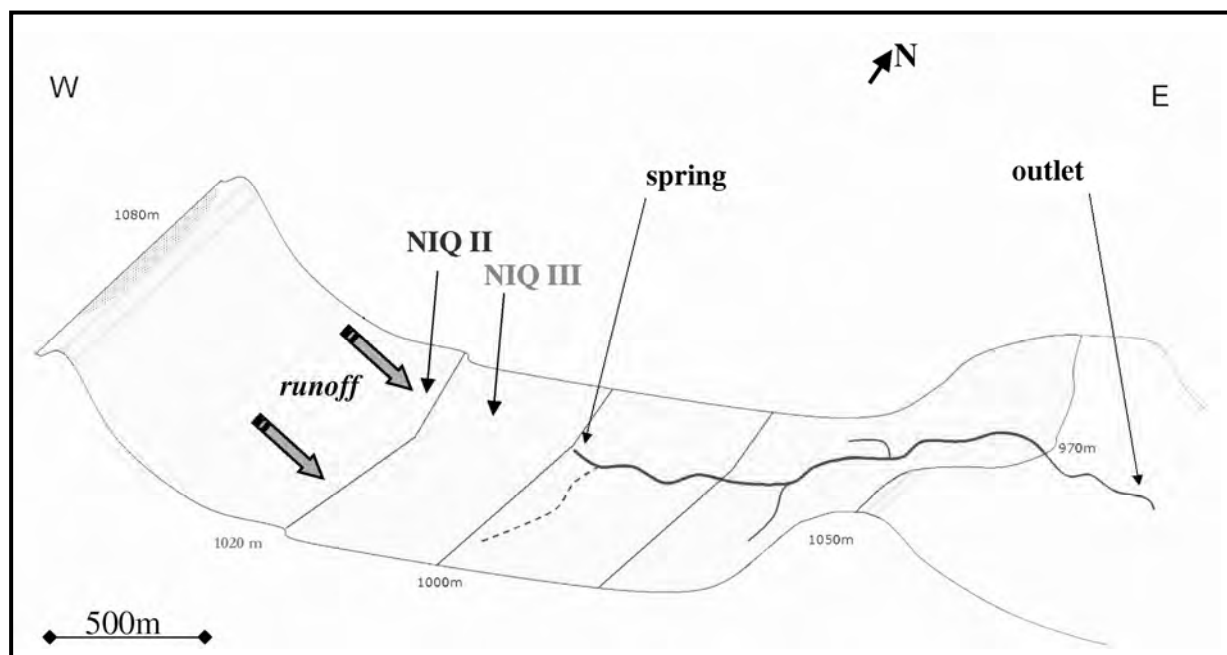 N
W
E
spring
outlet
1080m
NIQ II
NIQ III
runoff
970m
1020 m
1050m
1000m
500m